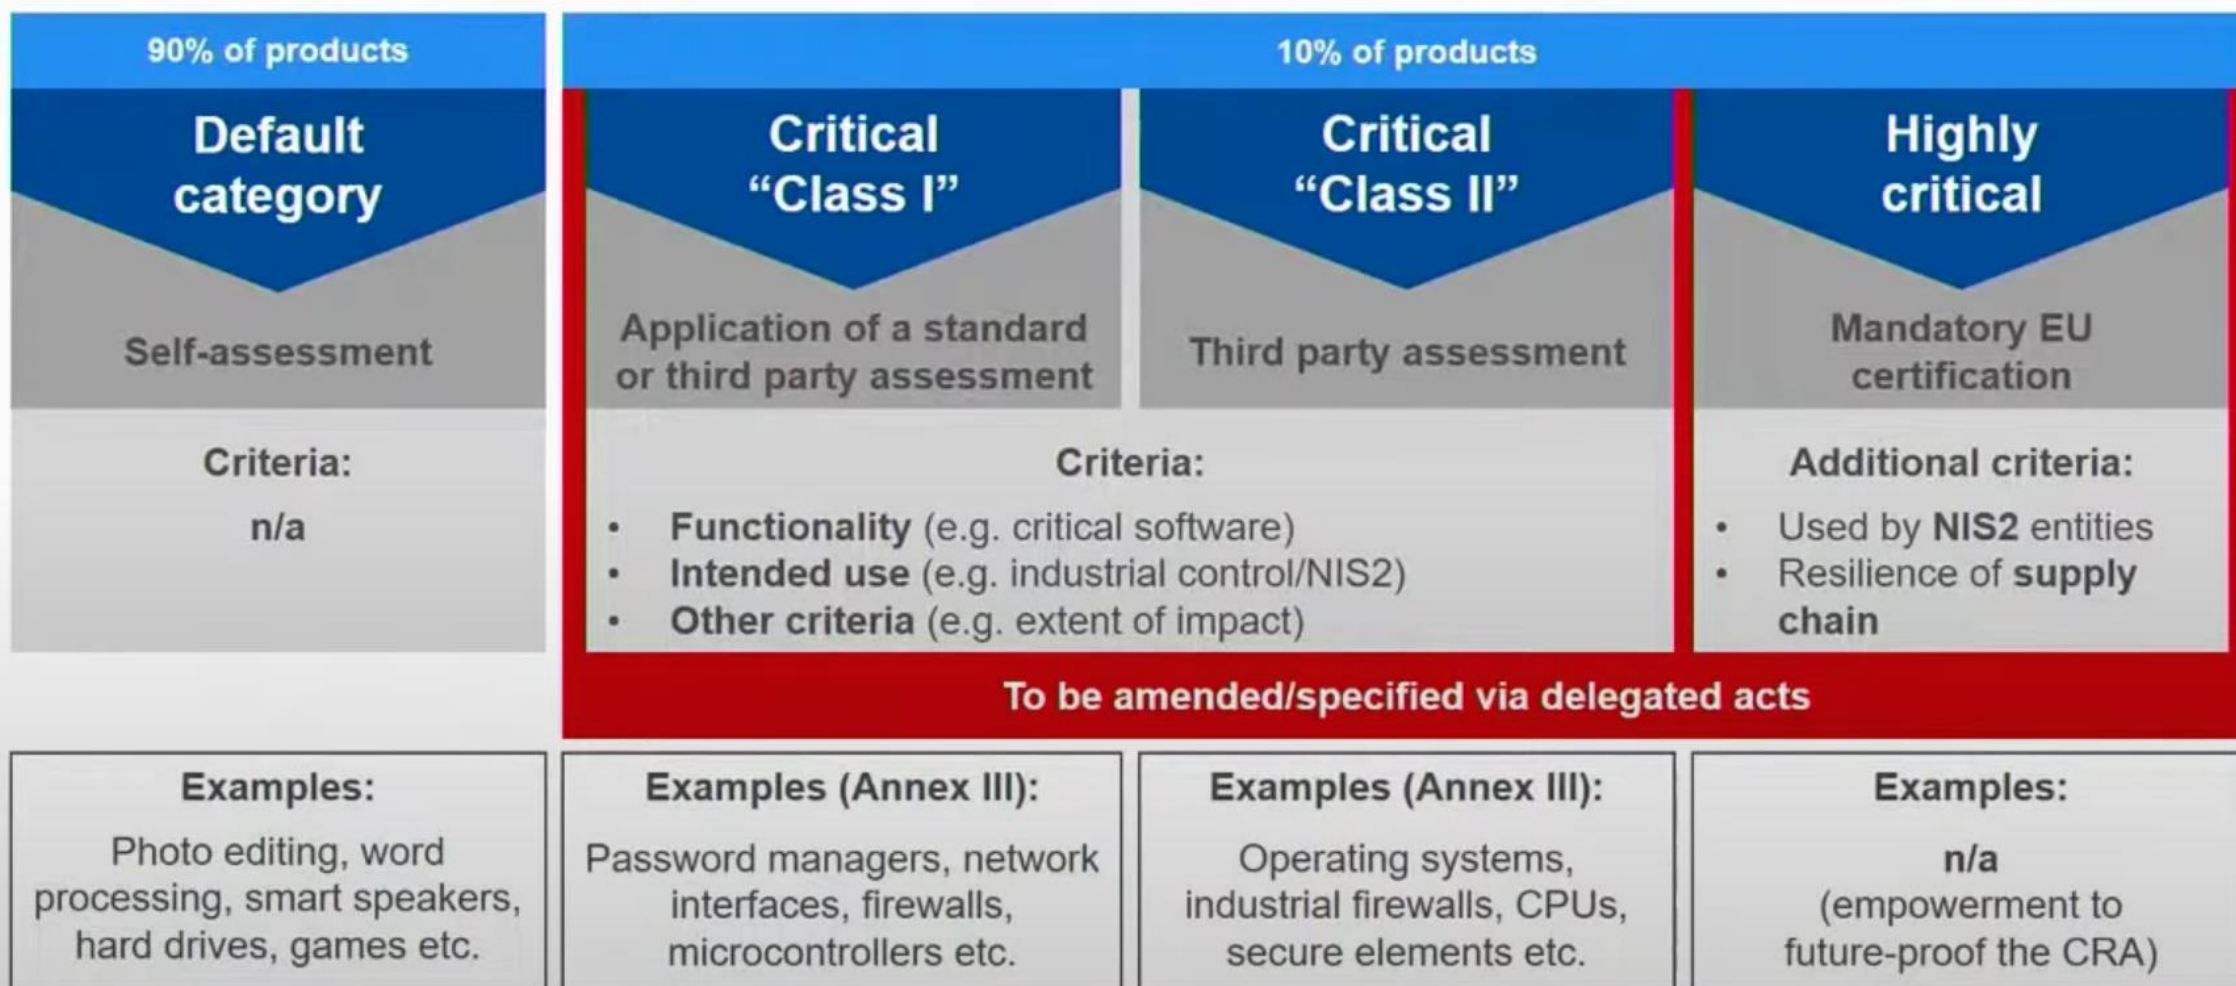 90% of products
10% of products
Default
category
Critical
“Class I”
Critical
“Class II”
Highly
critical
Self-assessment
Application of a standard
or third party assessment
Third party assessment
Mandatory EU
certification
Criteria:
n/a
Criteria:
• Functionality (e.g. critical software)
• Intended use (e.g. industrial control/NIS2)
• Other criteria (e.g. extent of impact)
Additional criteria:
• Used by NIS2 entities
• Resilience of supply
chain
To be amended/specified via delegated acts
Examples:
Photo editing, word
processing, smart speakers,
hard drives, games etc.
Examples (Annex III):
Password managers, network
interfaces, firewalls,
microcontrollers etc.
Examples (Annex III):
Operating systems,
industrial firewalls, CPUs,
secure elements etc.
Examples:
n/a
(empowerment to
future-proof the CRA)